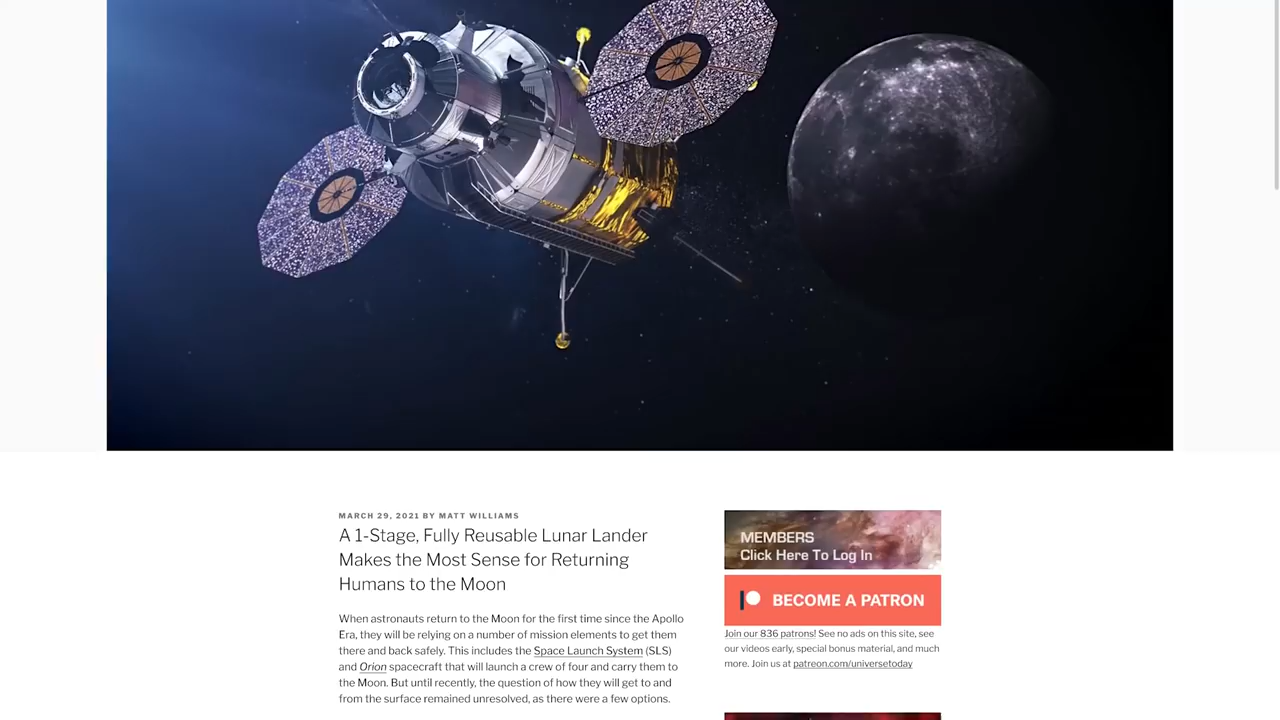 MARCH 29, 2021 BY MATT WILLIAMS
A 1-Stage, Fully Reusable Lunar Lander
Makes the Most Sense for Returning
Humans to the Moon
When astronauts return to the Moon for the first time since the Apollo
Era, they will be relying on a number of mission elements to get them
there and back safely. This includes the Space Launch System (SLS)
and Orion spacecraft that will launch a crew of four and carry them to
the Moon. But until recently, the question of how they will get to and
from the surface remained unresolved, as there were a few options.
MEMBERS
Click Here To Log In
BECOME A PATRON
Join our 836 patrons! See no ads on this site, see
our videos early, special bonus material, and much
more. Join us at patreon.com/universetoday